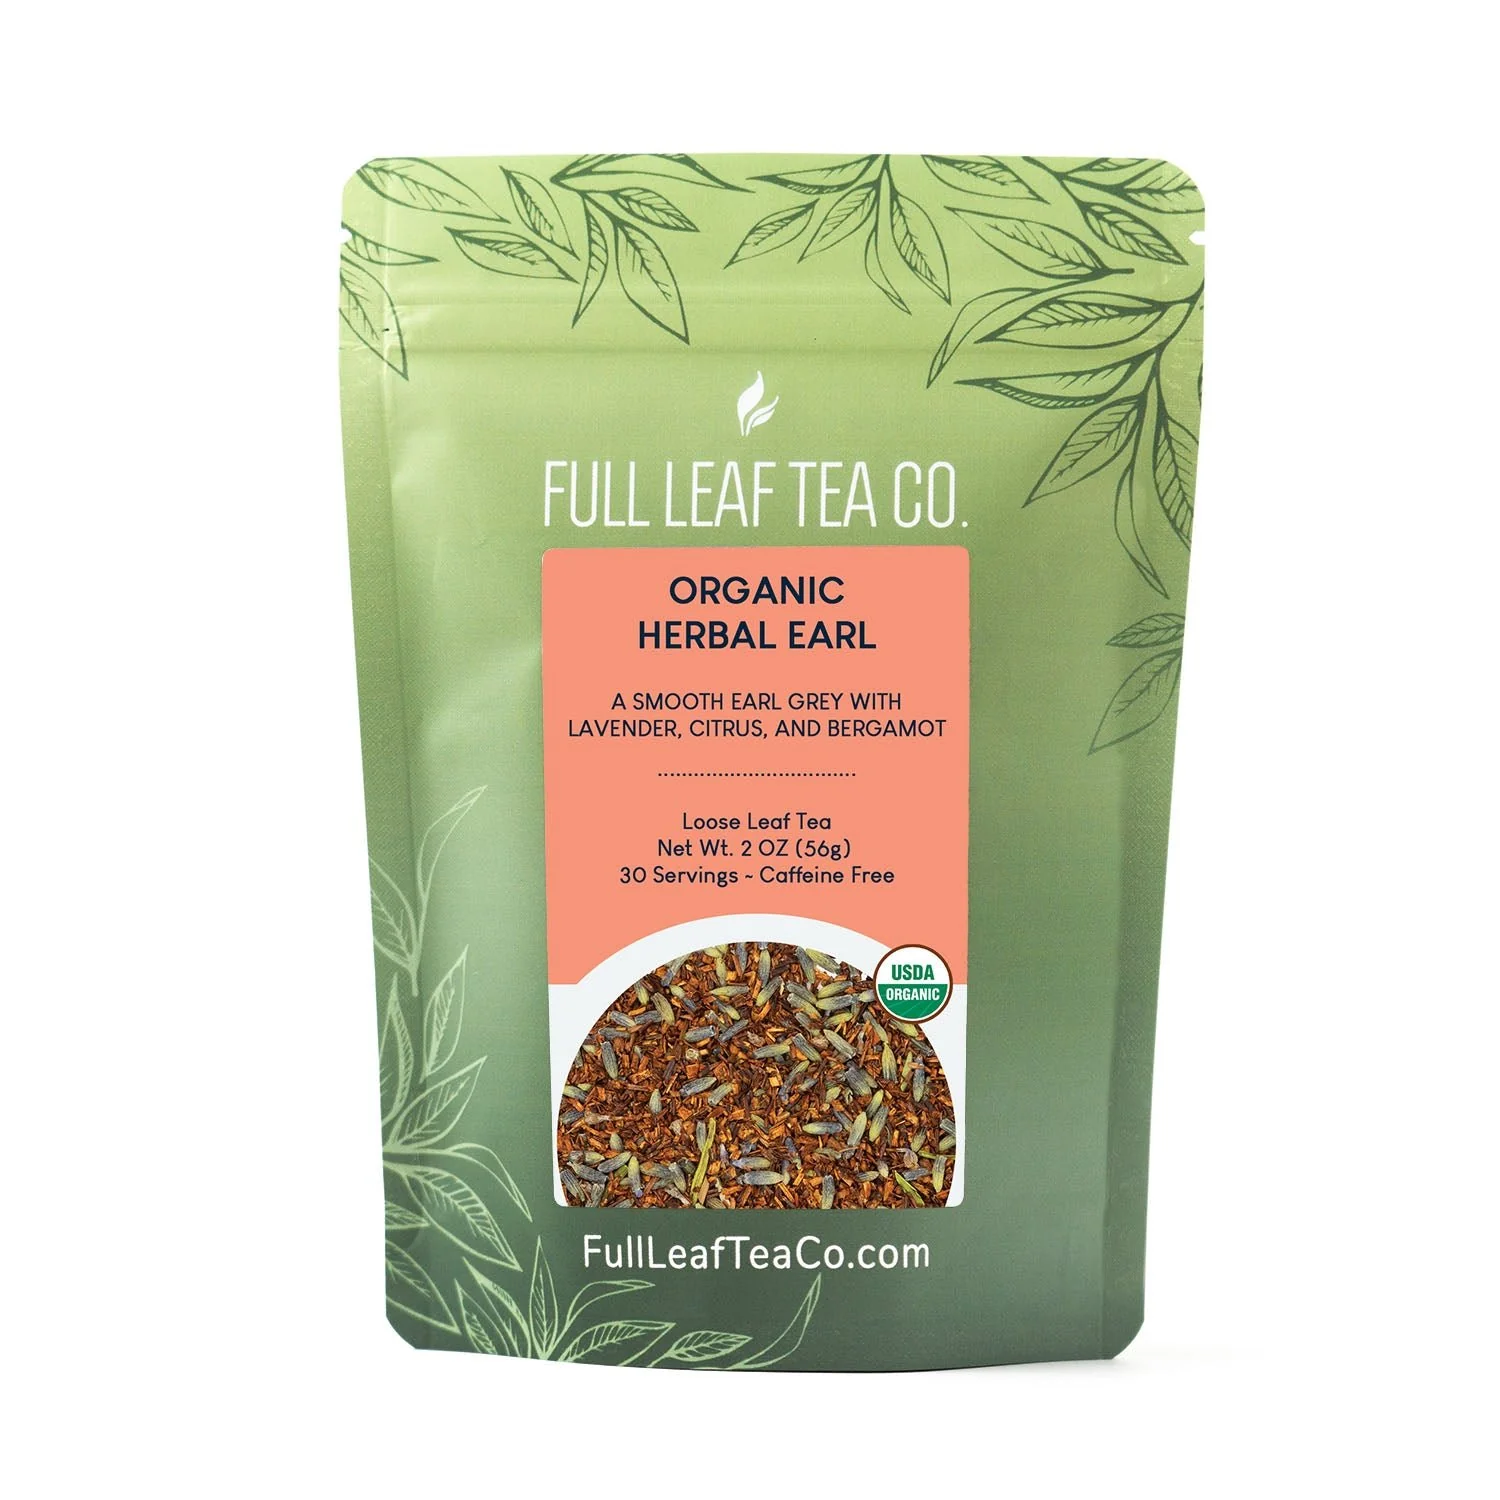 FULL LEAF TEA CO.
ORGANIC
HERBAL EARL
A SMOOTH EARL GREY WITH
LAVENDER, CITRUS, AND BERGAMOT
Loose Leaf Tea
Net Wt. 2 OZ (56g)
30 Servings ~ Caffeine Free
USDA
ORGANIC
FullLeafTeaCo.com